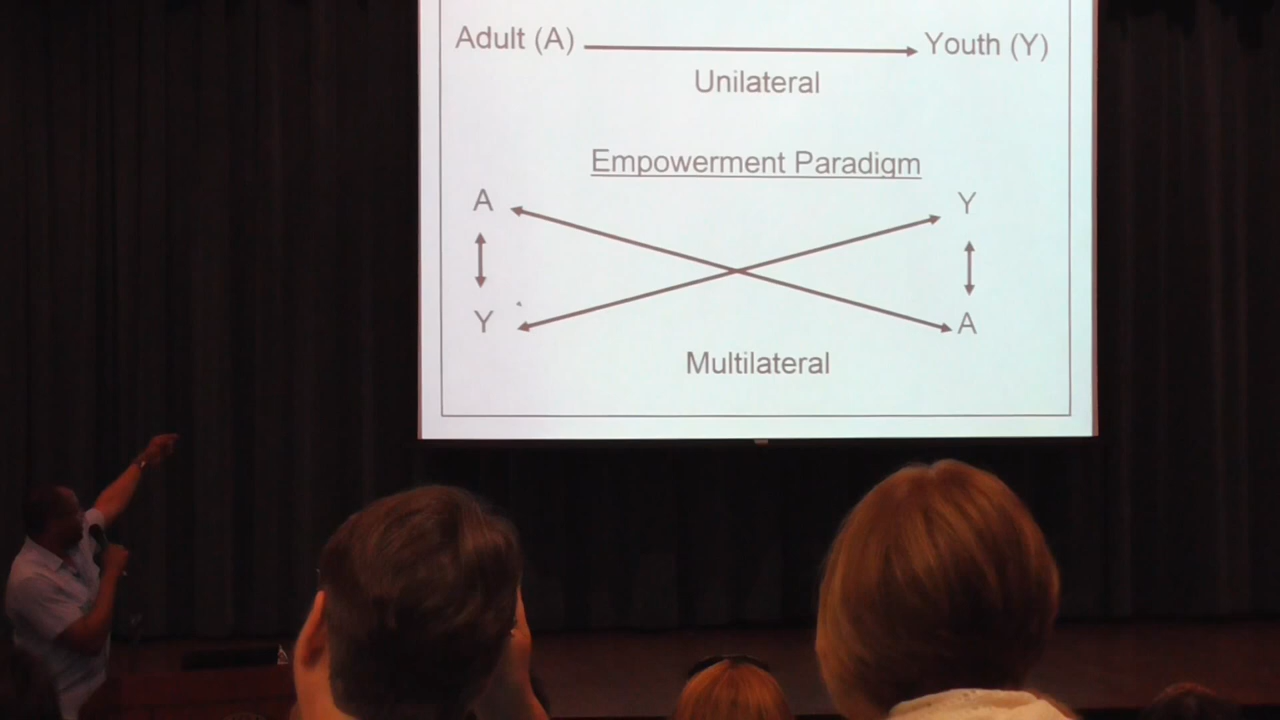 Adult (A) Youth (Y)
Unilateral
Empowerment Paradigm
A Y
Y A
Multilateral